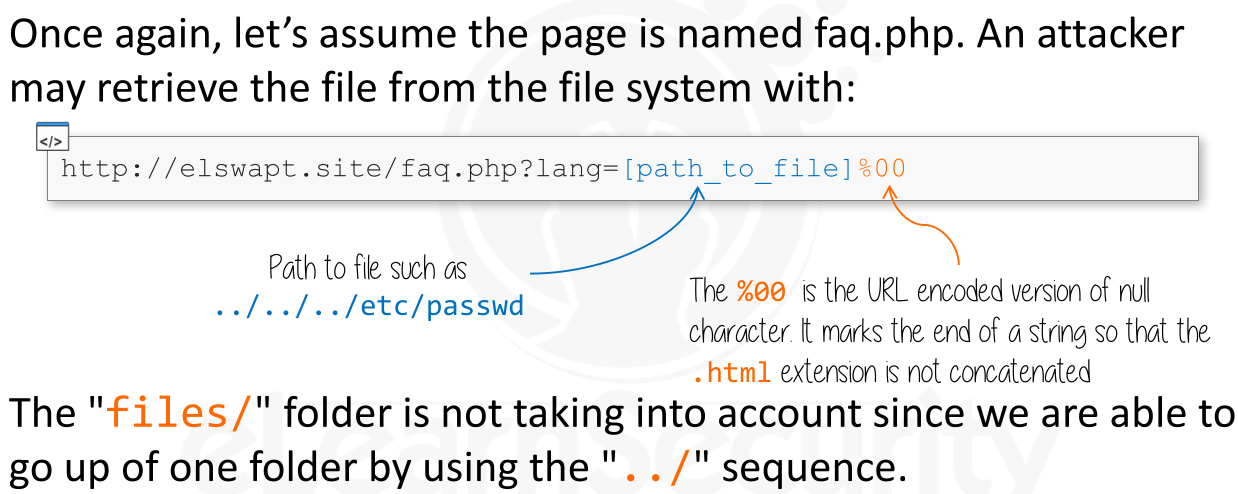 Once again, let’s assume the page is named faq.php. An attacker
may retrieve the file from the file system with:
</>
http://elswapt.site/faq.php?lang=[path_to_file]%00
Path to file such as
../../../etc/passwd
The %00 is the URL encoded version of null
character. It marks the end of a string so that the
.html extension is not concatenated
The "files/" folder is not taking into account since we are able to
go up of one folder by using the "../" sequence.
eLearnSecurity